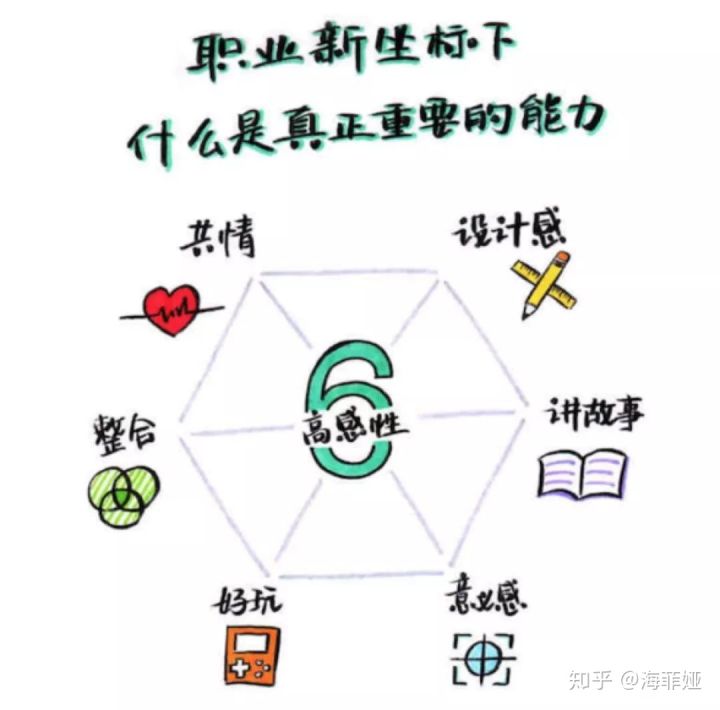 职业新坐标下
什么是真正重要的能力
共情
设计感
6
高感性
整合
讲故事
好玩
意义感
知乎 @海菲娅